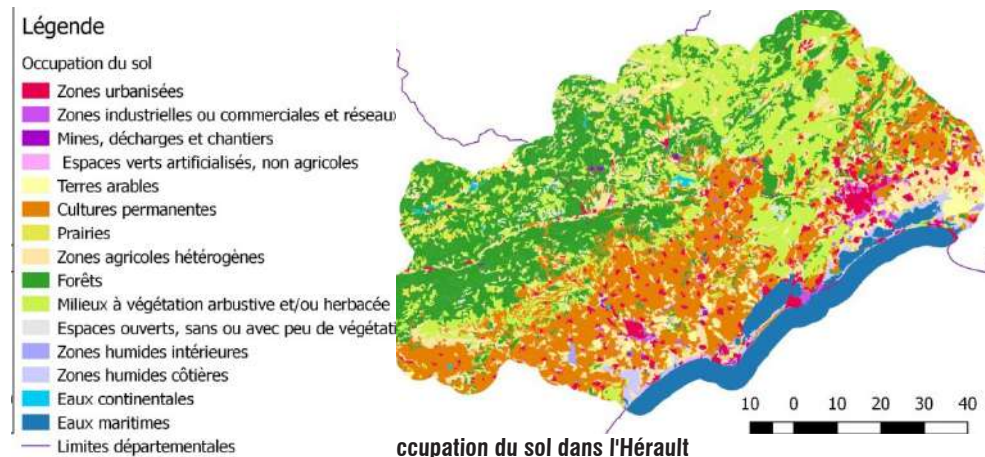 Légende
Occupation du sol
Zones urbanisées
Zones industrielles ou commerciales et réseaux
Mines, décharges et chantiers
Espaces verts artificialisés, non agricoles
Terres arables
Cultures permanentes
Prairies
Zones agricoles hétérogènes
Forêts
Milieux à végétation arbustive et/ou herbacée
Espaces ouverts, sans ou avec peu de végétati
Zones humides intérieures
Zones humides côtières
Eaux continentales
Eaux maritimes
Limites départementales
10 0 10 20 30 40
ccupation du sol dans l'Hérault